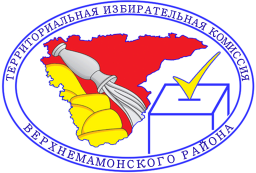 ТЕРРИТОРИАЛЬНАЯ ИЗБИРАТЕЛЬНАЯ КОМИССИЯ
ВЕРХНЕМАМОНСКОГО РАЙОНА